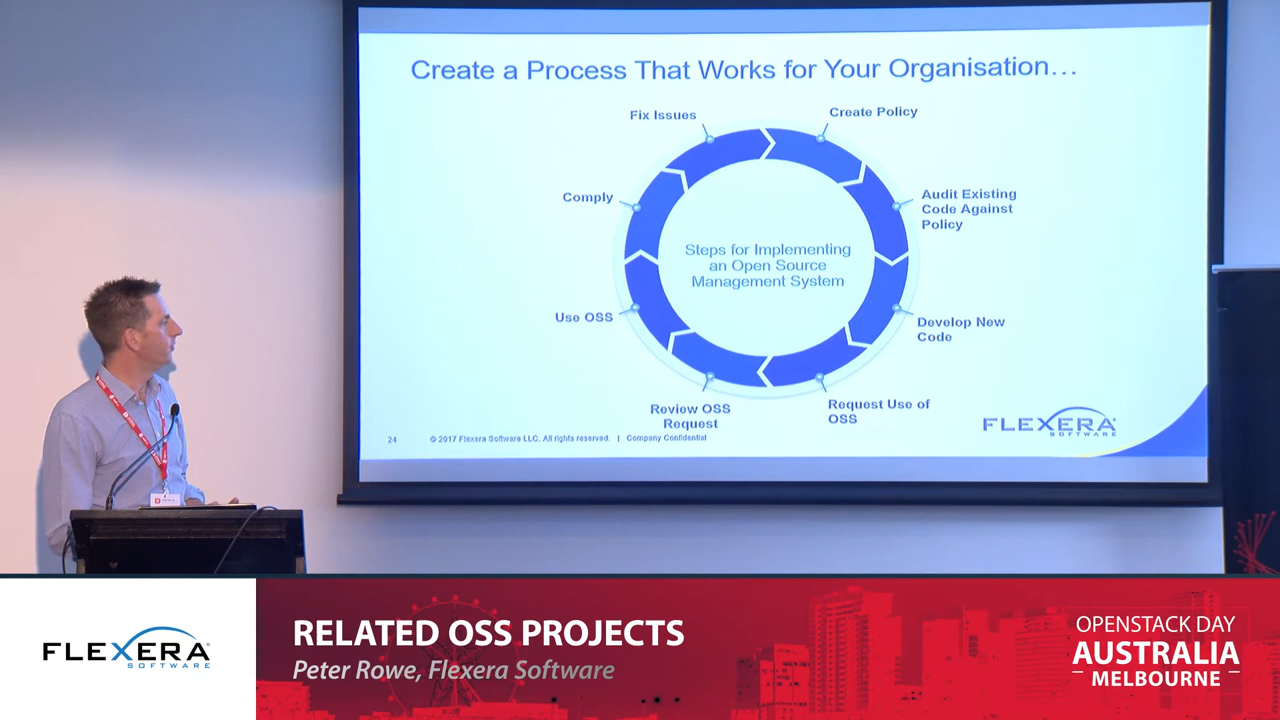 Create a Process That Works for Your Organisation…
Fix Issues
Create Policy
Comply
Audit Existing
Code Against
Policy
Steps for Implementing
an Open Source
Management System
Use OSS
Develop New
Code
Review OSS
Request
Request Use of
OSS
24
© 2017 Flexera Software LLC. All rights reserved. | Company Confidential
FLEXERA
SOFTWARE
FLEXERA
SOFTWARE
RELATED OSS PROJECTS
Peter Rowe, Flexera Software
OPENSTACK DAY
AUSTRALIA
MELBOURNE